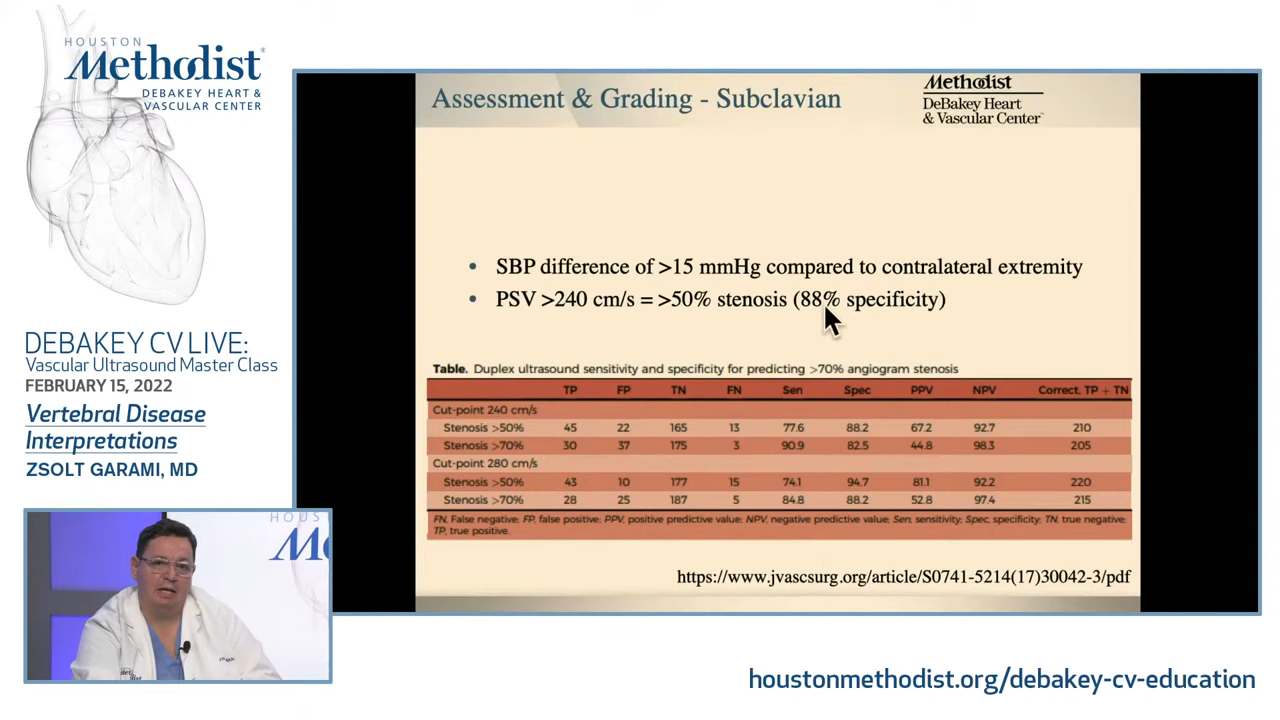 HOUSTON
Methodist®
DEBAKEY HEART &
VASCULAR CENTER
DEBAKEY CV LIVE:
Vascular Ultrasound Master Class
FEBRUARY 15, 2022
Vertebral Disease
Interpretations
ZSOLT GARAMI, MD
Assessment & Grading - Subclavian
Methodist
DeBakey Heart
& Vascular Center
• SBP difference of >15 mmHg compared to contralateral extremity
• PSV >240 cm/s = >50% stenosis (88% specificity)
Table. Duplex ultrasound sensitivity and specificity for predicting >70% angiogram stenosis
TP FP TN FN Sen Spec PPV NPV Correct, TP + TN
Cut-point 240 cm/s
Stenosis >50% 45 22 165 13 77.6 88.2 67.2 92.7 210
Stenosis >70% 30 37 175 3 90.9 82.5 44.8 98.3 205
Cut-point 280 cm/s
Stenosis >50% 43 10 177 15 74.1 94.7 81.1 92.2 220
Stenosis >70% 28 25 187 5 84.8 88.2 52.8 97.4 215
FN, False negative; FP, false positive; PPV, positive predictive value; NPV, negative predictive value; Sen, sensitivity; Spec, specificity; TN, true negative;
TP, true positive.
https://www.jvascsurg.org/article/S0741-5214(17)30042-3/pdf
HOUST
Me
houstonmethodist.org/debakey-cv-education